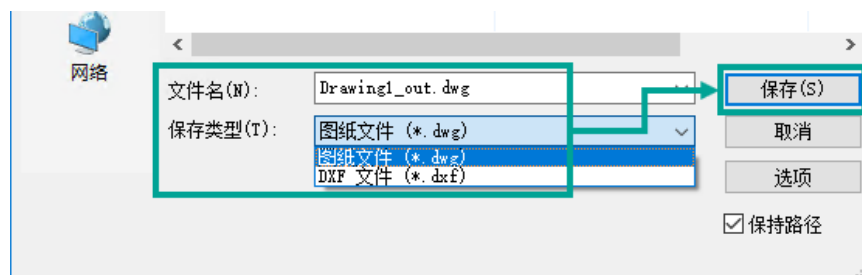 网络
文件名(N):
Drawing1_out.dwg
保存(S)
保存类型(T):
图纸文件 (*.dwg)
取消
图纸文件 (*.dwg)
DXF 文件 (*.dxf)
选项
保持路径